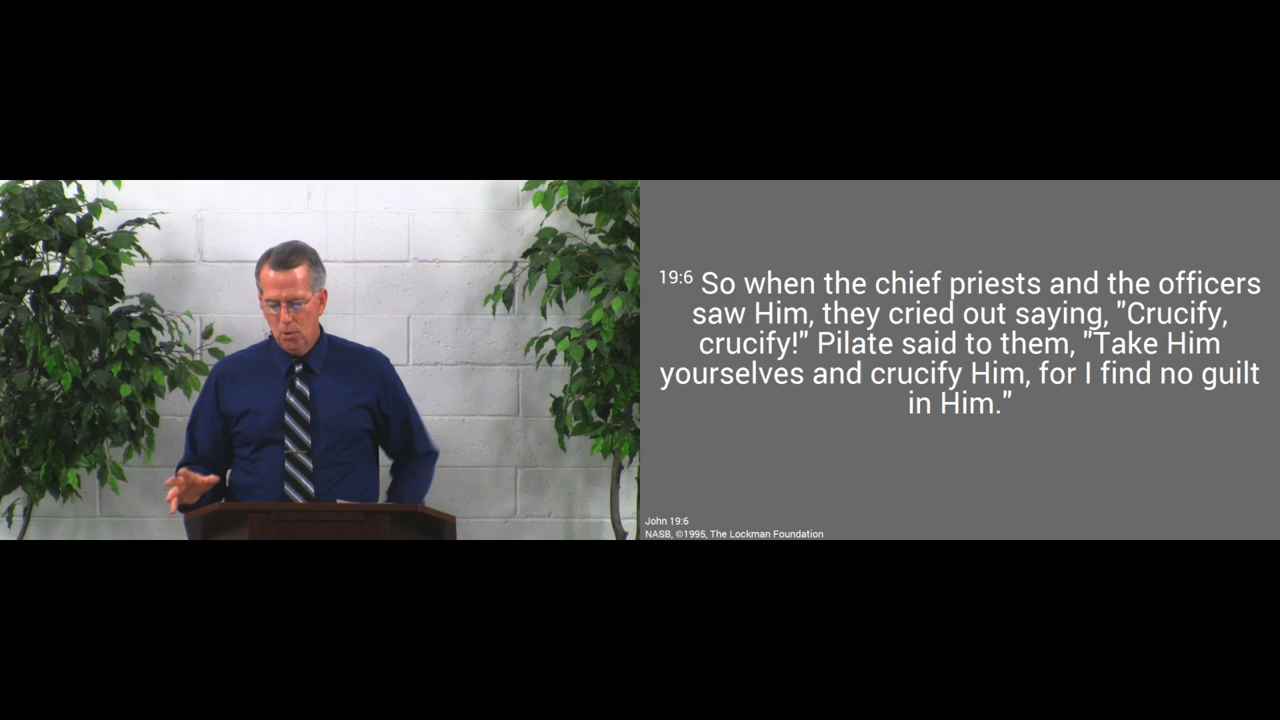 19:6 So when the chief priests and the officers
saw Him, they cried out saying, "Crucify,
crucify!" Pilate said to them, "Take Him
yourselves and crucify Him, for I find no guilt
in Him."
John 19:6
NASB, ©1995, The Lockman Foundation